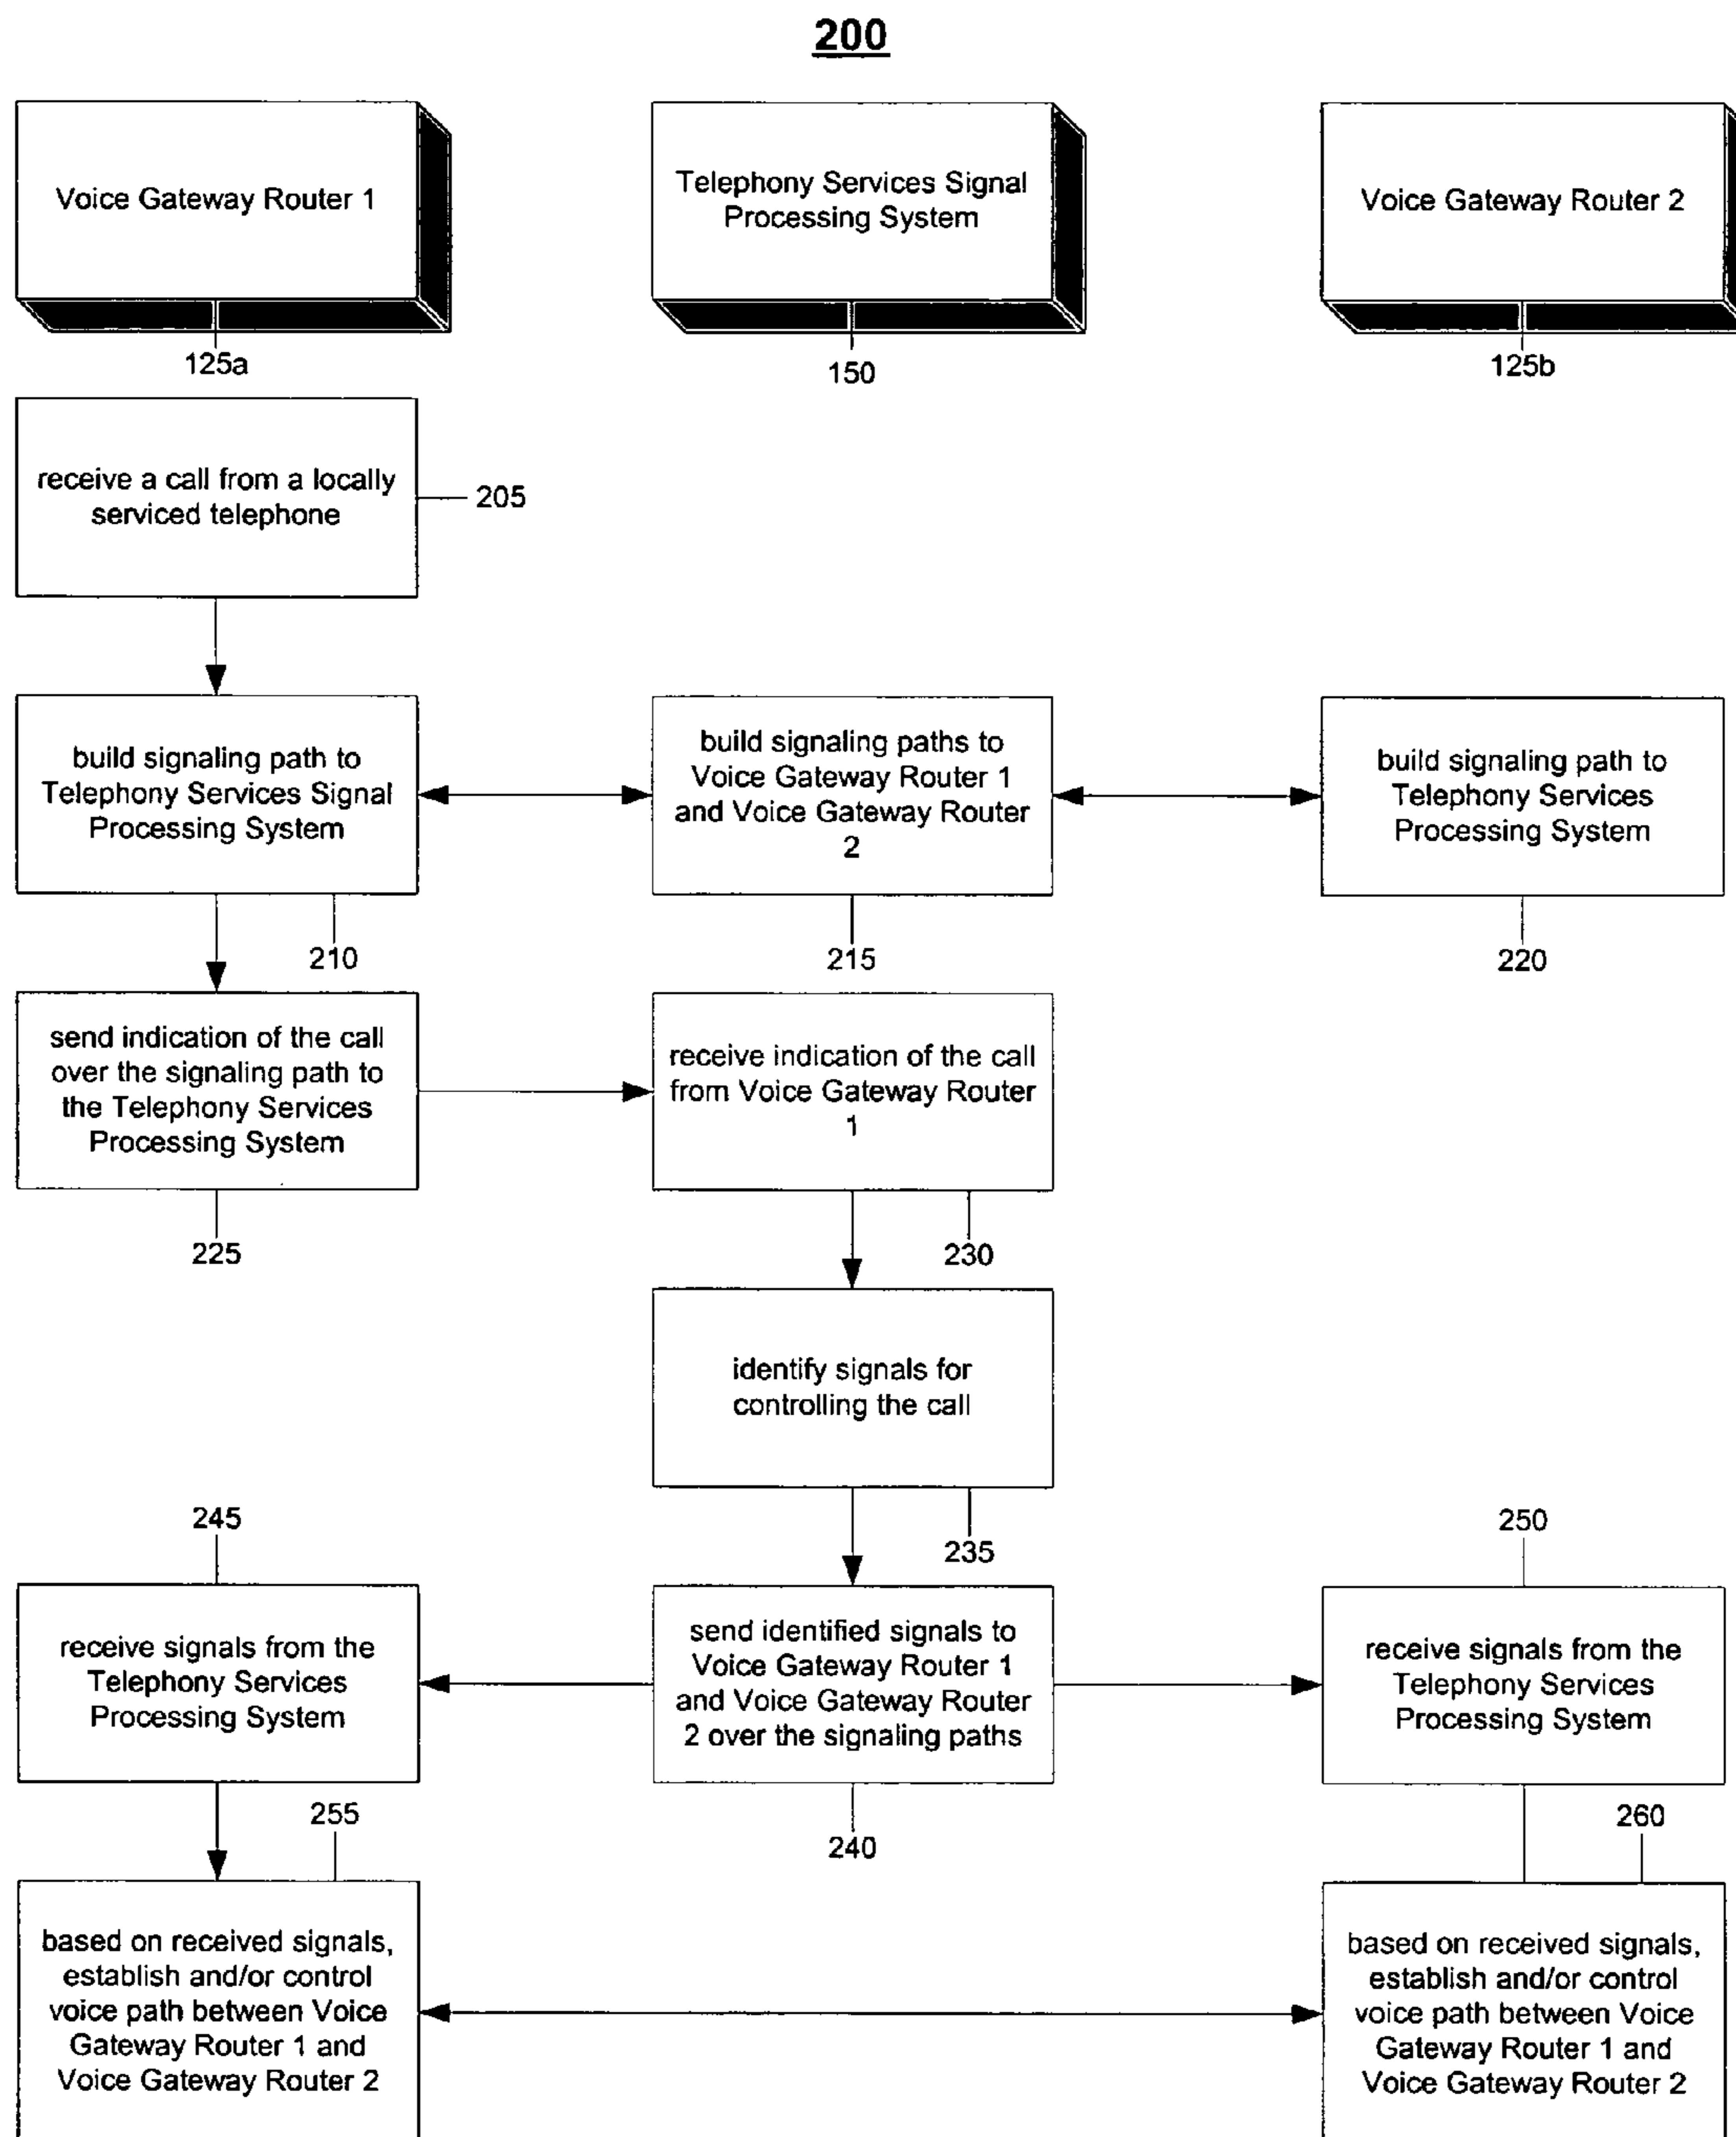 200
Voice Gateway Router 1
Telephony Services Signal
Processing System
Voice Gateway Router 2
125a
150
125b
receive a call from a locally
serviced telephone
205
build signaling path to
Telephony Services Signal
Processing System
build signaling paths to
Voice Gateway Router 1
and Voice Gateway Router
2
build signaling path to
Telephony Services
Processing System
210
215
220
send indication of the call
over the signaling path to
the Telephony Services
Processing System
receive indication of the call
from Voice Gateway Router
1
225
230
identify signals for
controlling the call
235
245
250
receive signals from the
Telephony Services
Processing System
send identified signals to
Voice Gateway Router 1
and Voice Gateway Router
2 over the signaling paths
receive signals from the
Telephony Services
Processing System
255
240
260
based on received signals,
establish and/or control
voice path between Voice
Gateway Router 1 and
Voice Gateway Router 2
based on received signals,
establish and/or control
voice path between Voice
Gateway Router 1 and
Voice Gateway Router 2